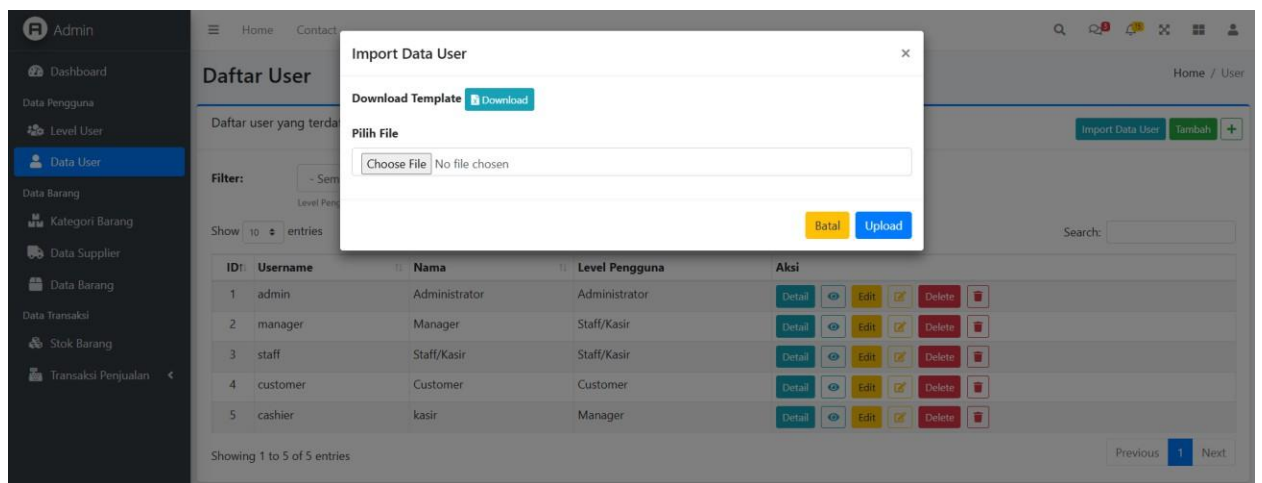 Admin
Home Contact
Import Data User ×
3
15
Dashboard
Daftar User
Home / User
Download Template Download
Data Pengguna
Level User
Daftar user yang terda
Pilih File
Import Data User Tambah +
Choose File No file chosen
Data User
Filter: - Sem
Data Barang
Level Peng
Kategori Barang
Batal Upload
Show 10 entries
Search:
Data Supplier
ID Username Nama Level Pengguna Aksi
Data Barang
1 admin Administrator Administrator Detail Edit Delete
Data Transaksi
2 manager Manager Staff/Kasir Detail Edit Delete
Stok Barang
3 staff Staff/Kasir Staff/Kasir Detail Edit Delete
Transaksi Penjualan
4 customer Customer Customer Detail Edit Delete
5 cashier kasir Manager Detail Edit Delete
Showing 1 to 5 of 5 entries
Previous 1 Next